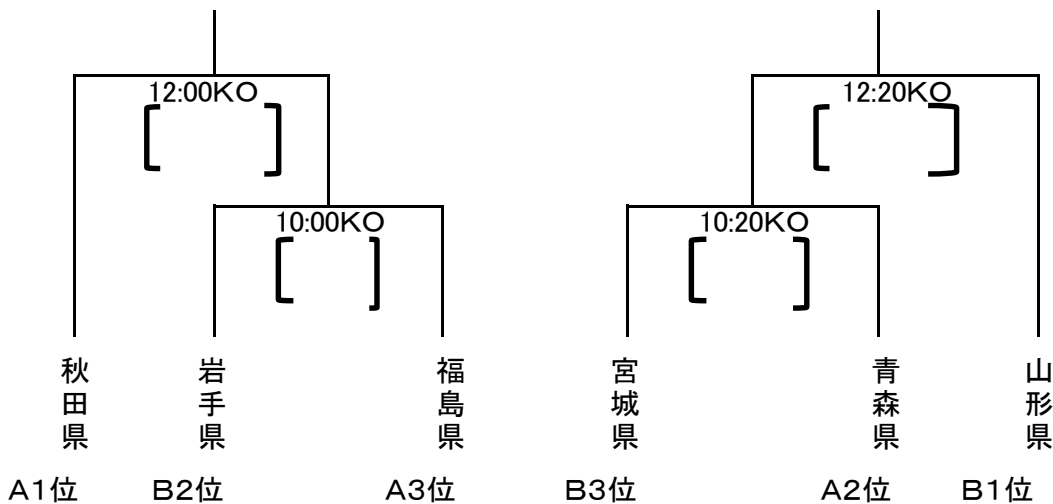 12:00KO
12:20KO
10:00KO
10:20KO
秋田県
岩手県
福島県
宮城県
青森県
山形県
A1位
B2位
A3位
B3位
A2位
B1位